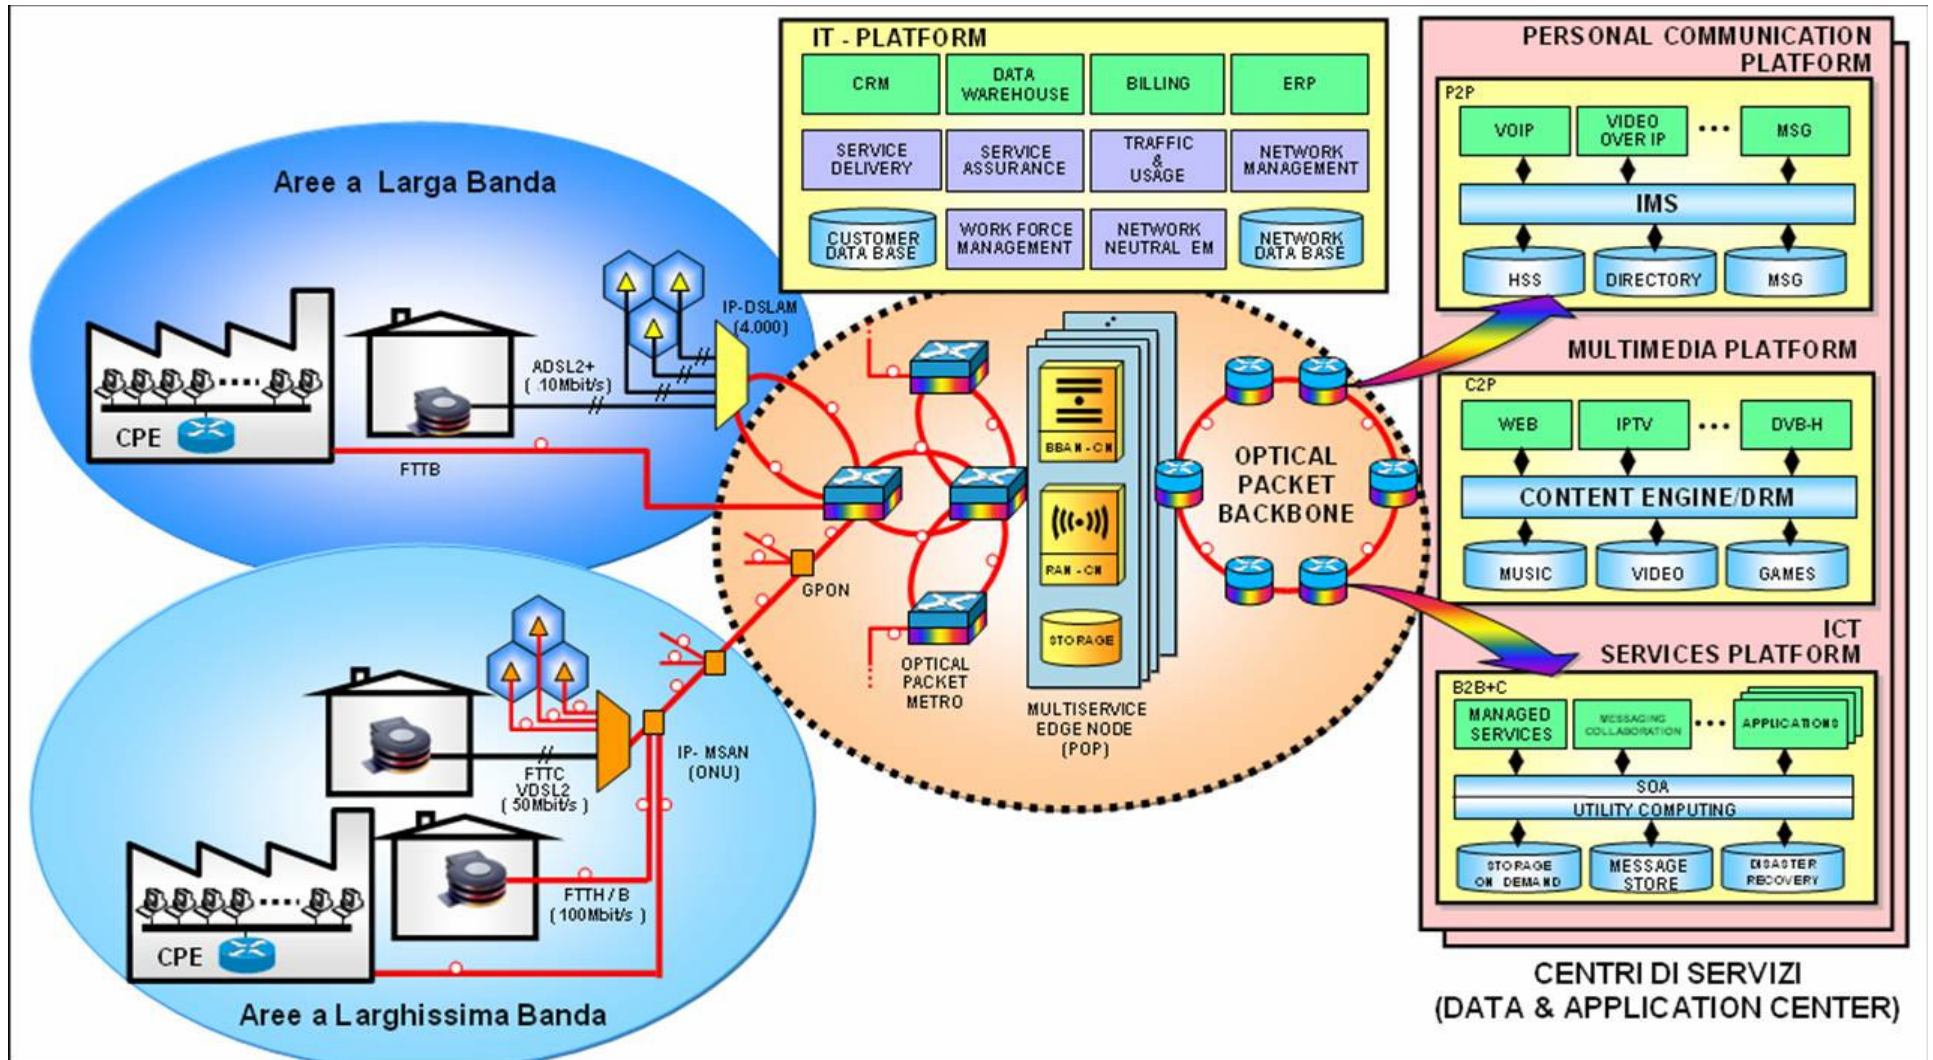 IT - PLATFORM
CRM
DATA
WAREHOUSE
BILLING
ERP
SERVICE
DELIVERY
SERVICE
ASSURANCE
TRAFFIC
&
USAGE
NETWORK
MANAGEMENT
CUSTOMER
DATA BASE
WORK FORCE
MANAGEMENT
NETWORK
NEUTRAL EM
NETWORK
DATA BASE
Aree a Larga Banda
IP-DSLAM
(4.000)
ADSL2+
( 10Mbit/s)
CPE
FTTB
GPON
OPTICAL
PACKET
METRO
BBAN - CN
RAN - CN
STORAGE
MULTISERVICE
EDGE NODE
(POP)
OPTICAL
PACKET
BACKBONE
IP- MSAN
(ONU)
FTTC
VDSL2
( 50Mbit/s )
FTTH / B
( 100Mbit/s )
CPE
Aree a Larghissima Banda
PERSONAL COMMUNICATION
PLATFORM
P2P
VOIP
VIDEO
OVER IP
MSG
IMS
HSS
DIRECTORY
MSG
MULTIMEDIA PLATFORM
C2P
WEB
IPTV
DVB-H
CONTENT ENGINE/DRM
MUSIC
VIDEO
GAMES
ICT
SERVICES PLATFORM
B2B+C
MANAGED
SERVICES
MESSAGING
COLLABORATION
APPLICATIONS
SOA
UTILITY COMPUTING
STORAGE
ON DEMAND
MESSAGE
STORE
DISASTER
RECOVERY
CENTRI DI SERVIZI
(DATA & APPLICATION CENTER)